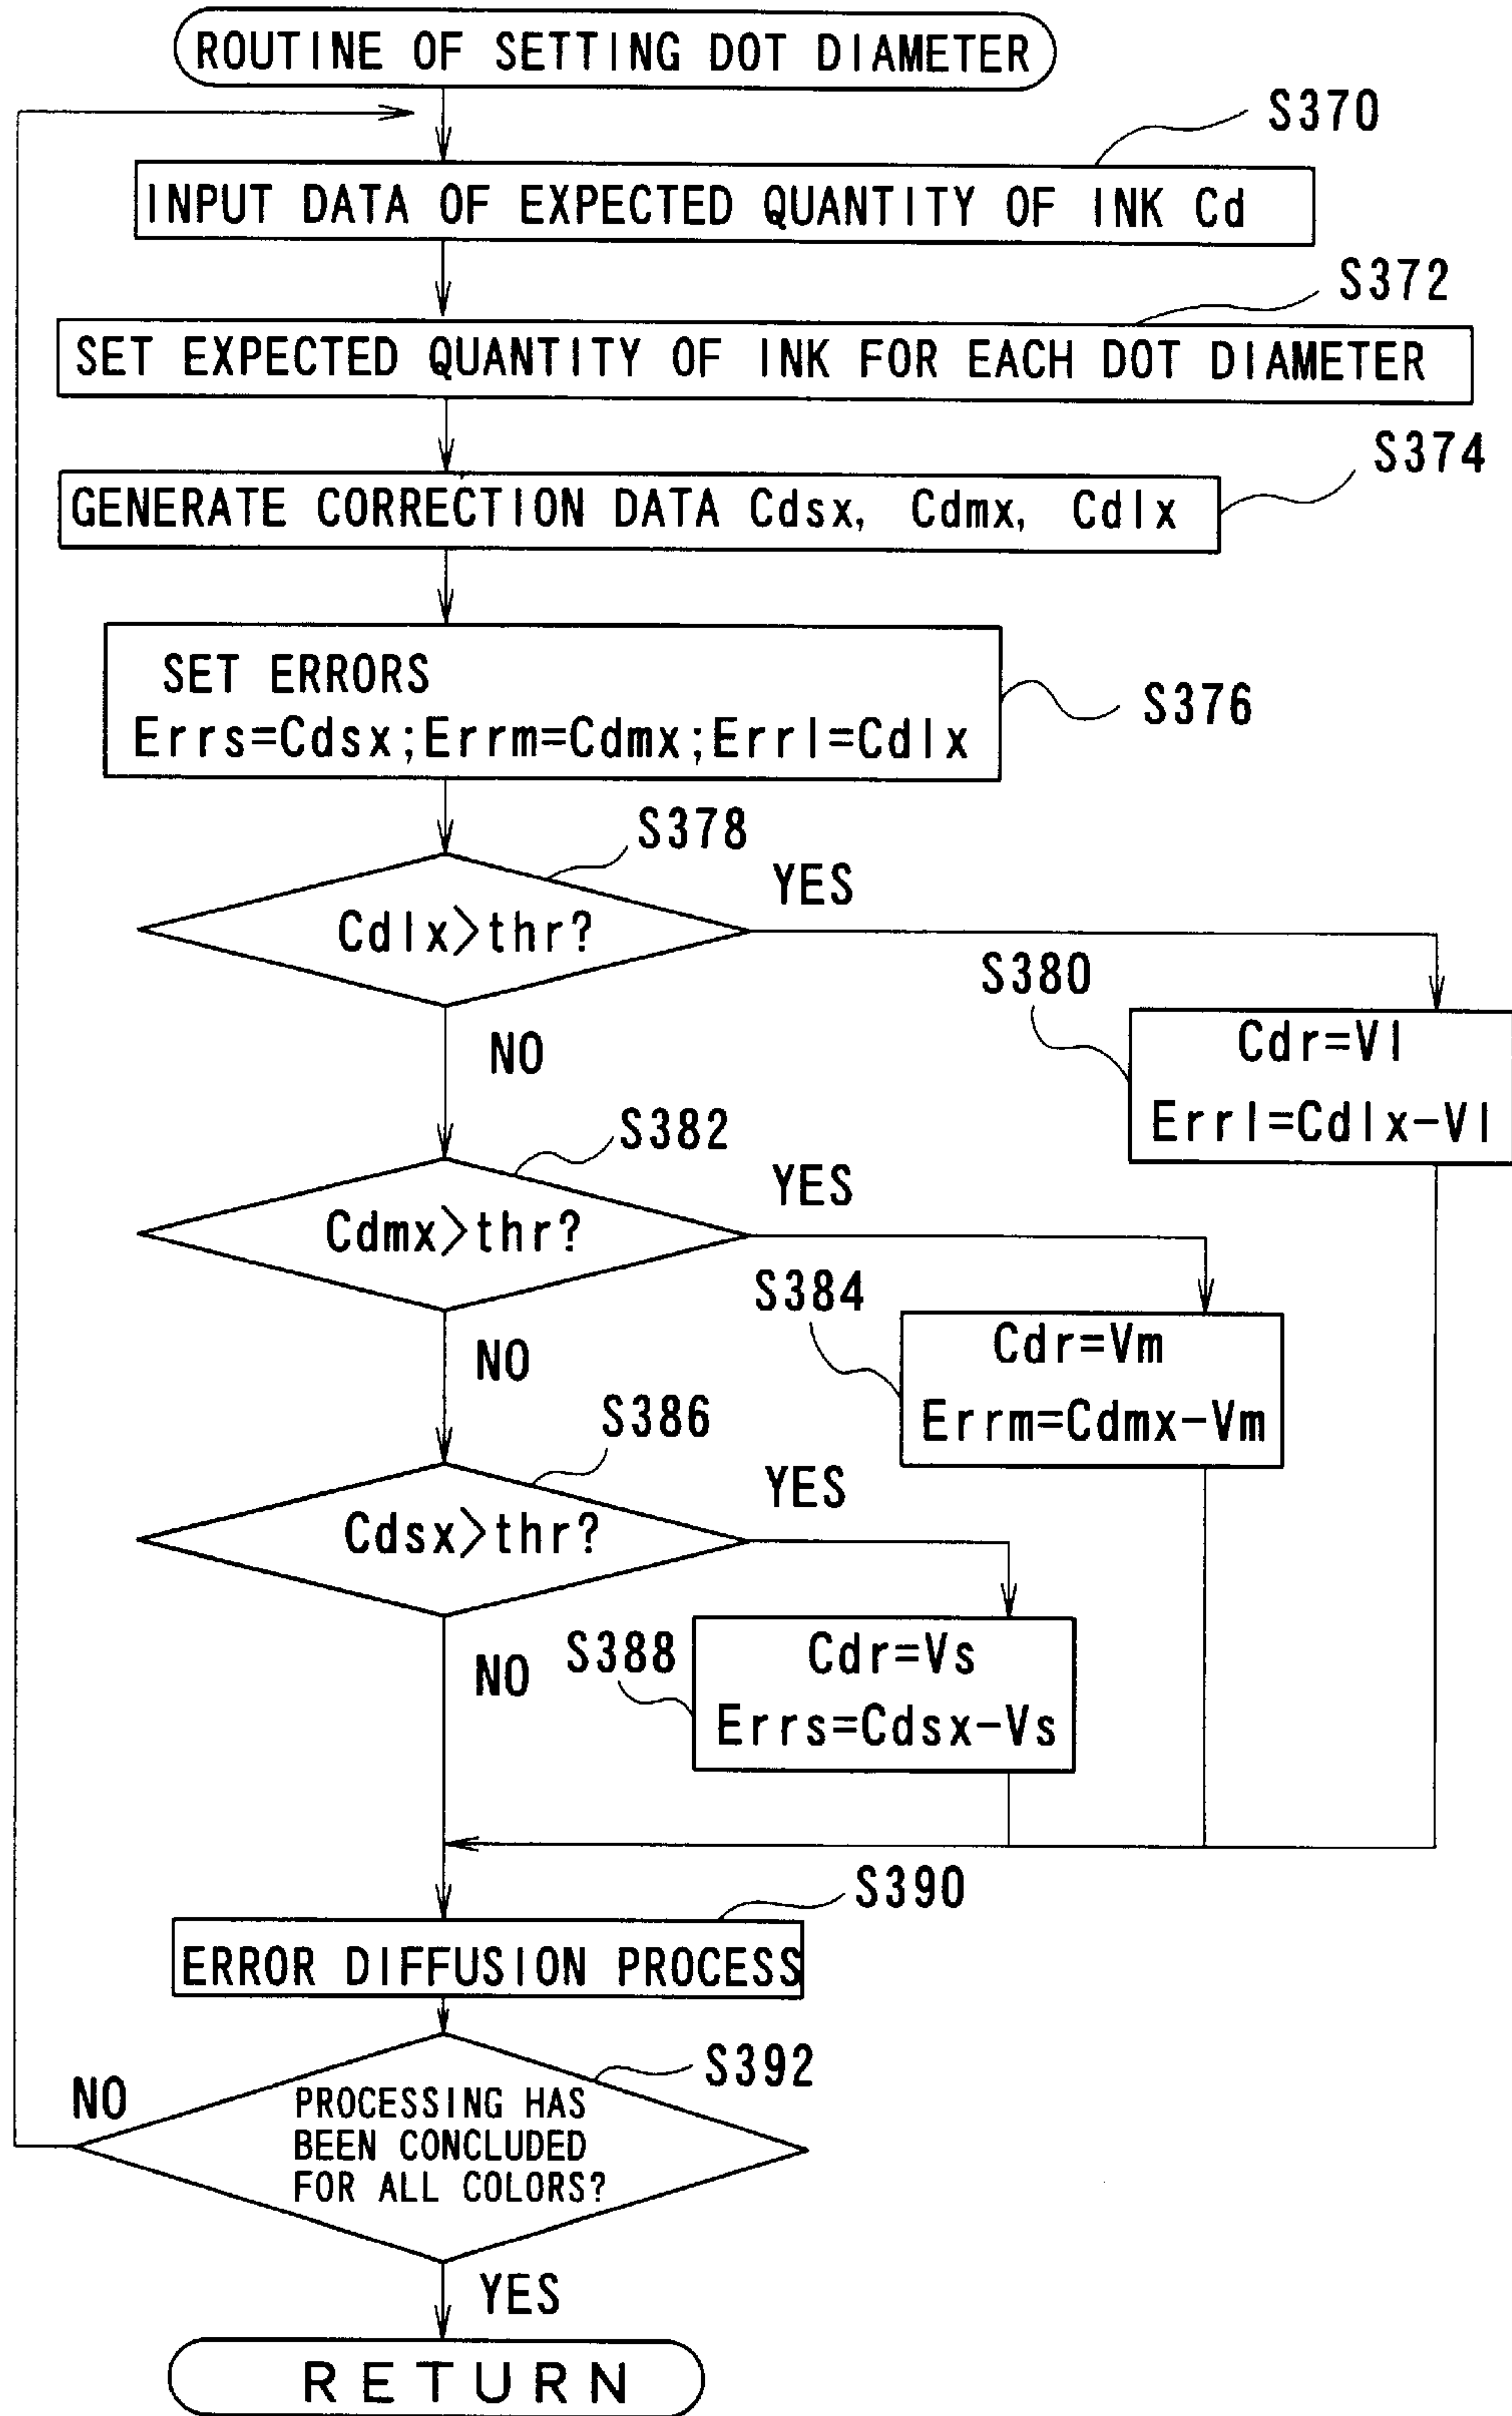 ROUTINE OF SETTING DOT DIAMETER
S370
INPUT DATA OF EXPECTED QUANTITY OF INK Cd
S372
SET EXPECTED QUANTITY OF INK FOR EACH DOT DIAMETER
S374
GENERATE CORRECTION DATA Cdsx, Cdmx, Cdlx
SET ERRORS
Errs=Cdsx;Errm=Cdmx;Errl=Cdlx
S376
S378
YES
Cdlx>thr?
S380
NO
Cdr=Vl
Errl=Cdlx-Vl
S382
YES
Cdmx>thr?
S384
NO
Cdr=Vm
Errm=Cdmx-Vm
S386
YES
Cdsx>thr?
S388
NO
Cdr=Vs
Errs=Cdsx-Vs
S390
ERROR DIFFUSION PROCESS
S392
NO
PROCESSING HAS
BEEN CONCLUDED
FOR ALL COLORS?
YES
RETURN